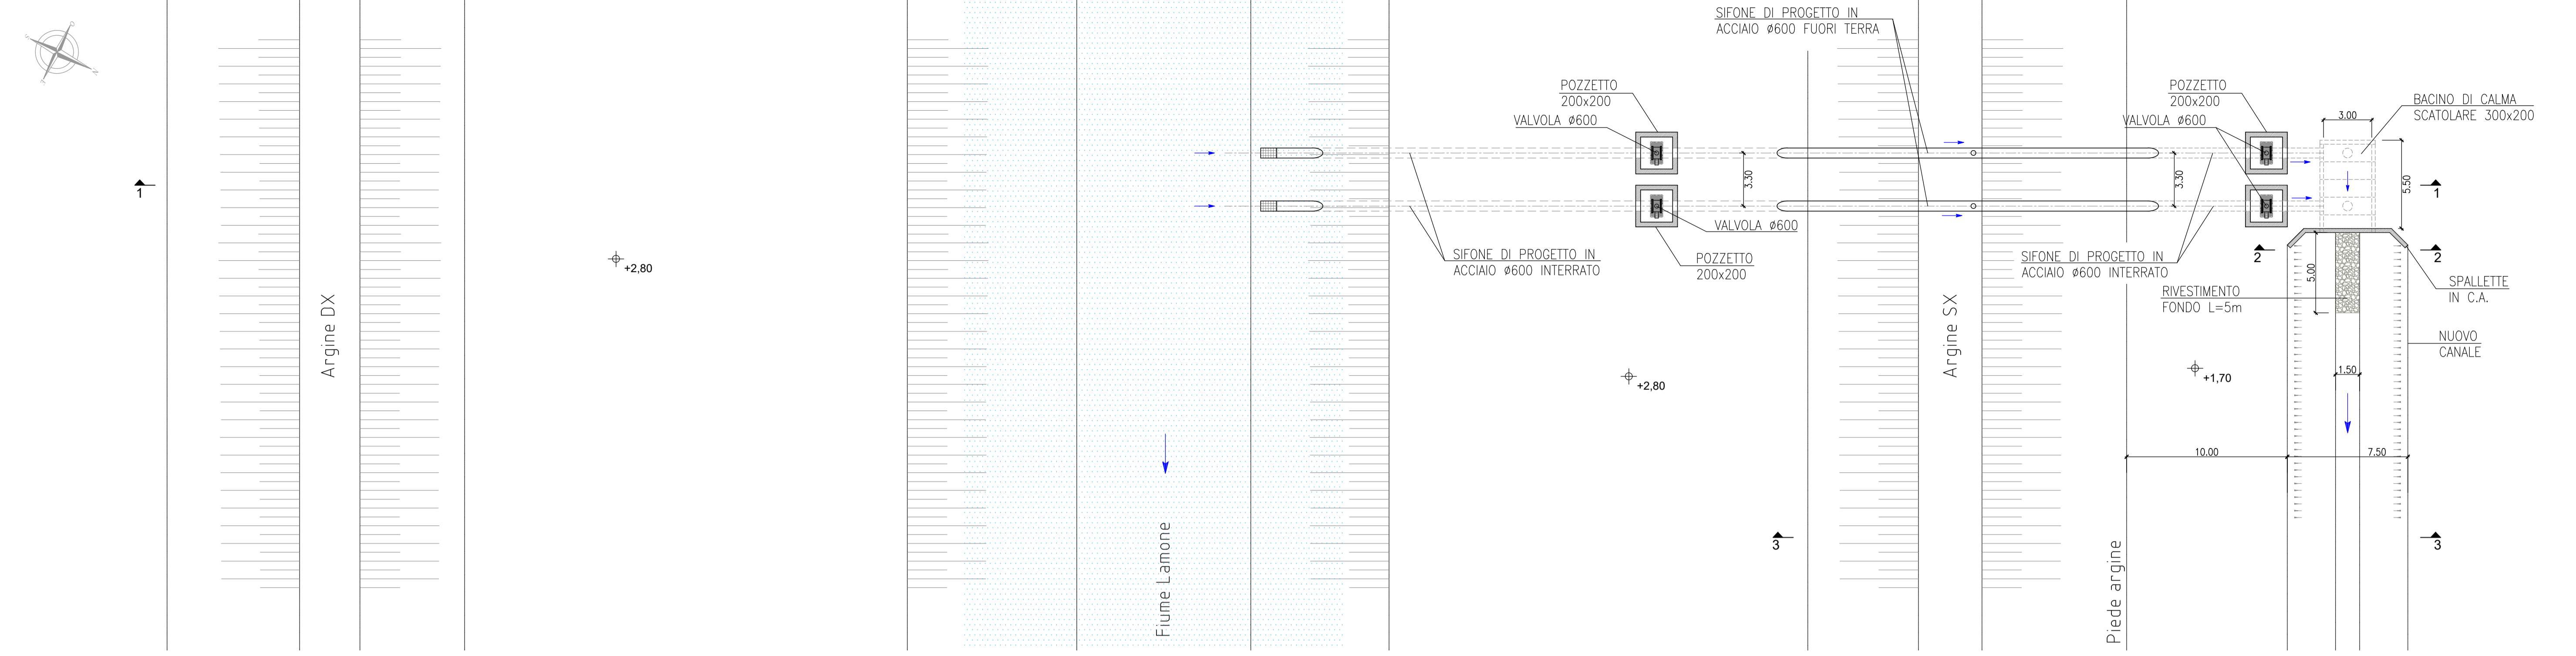 SIFONE DI PROGETTO IN
ACCIAIO Ø600 FUORI TERRA
POZZETTO
200x200
VALVOLA Ø600
POZZETTO
200x200
VALVOLA Ø600
3.00
BACINO DI CALMA
SCATOLARE 300x200
1
3.30
3.30
5.50
1
VALVOLA Ø600
POZZETTO
200x200
SIFONE DI PROGETTO IN
ACCIAIO Ø600 INTERRATO
SIFONE DI PROGETTO IN
ACCIAIO Ø600 INTERRATO
2
2
+2,80
5.00
SPALLETTE
IN C.A.
RIVESTIMENTO
FONDO L=5m
Argine DX
Argine SX
NUOVO
CANALE
+2,80
+1,70
1.50
10.00
7.50
Fiume Lamone
Piede argine
3
3